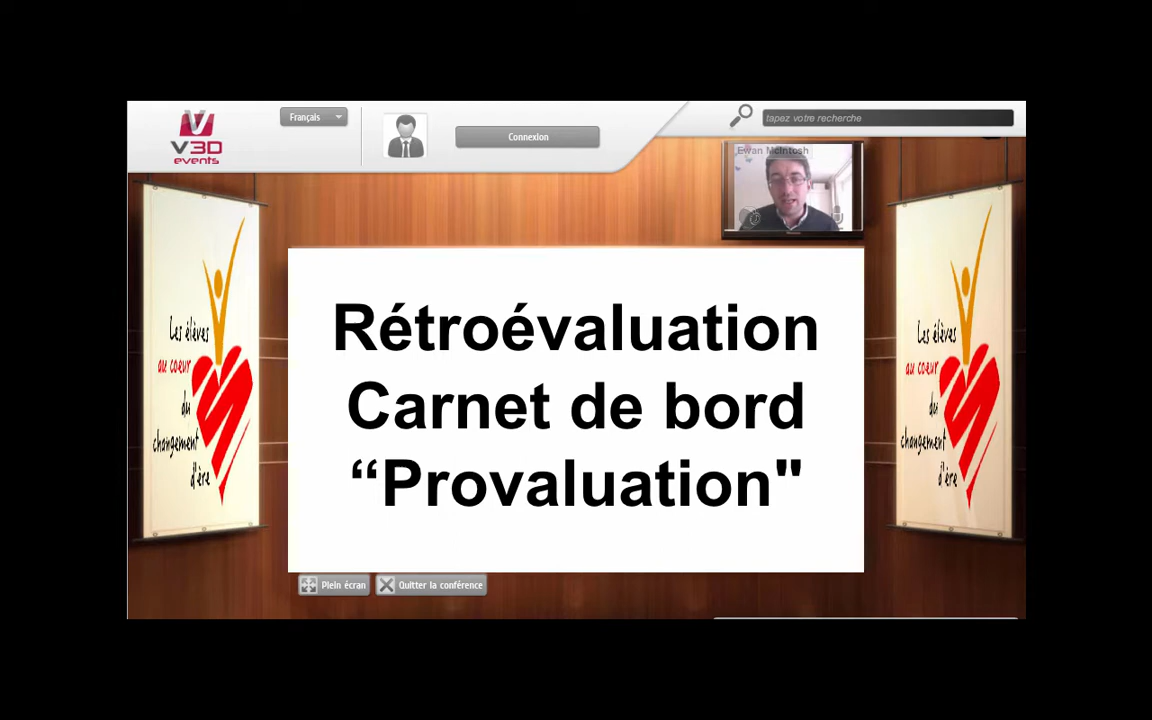 V3D
events
Français
Connexion
tapez votre recherche
Ewan McIntosh
Les élèves
au coeur
du
changement
d'ère
Rétroévaluation
Carnet de bord
“Provaluation"
Les élèves
au coeur
du
changement
d'ère
Plein écran
Quitter la conférence